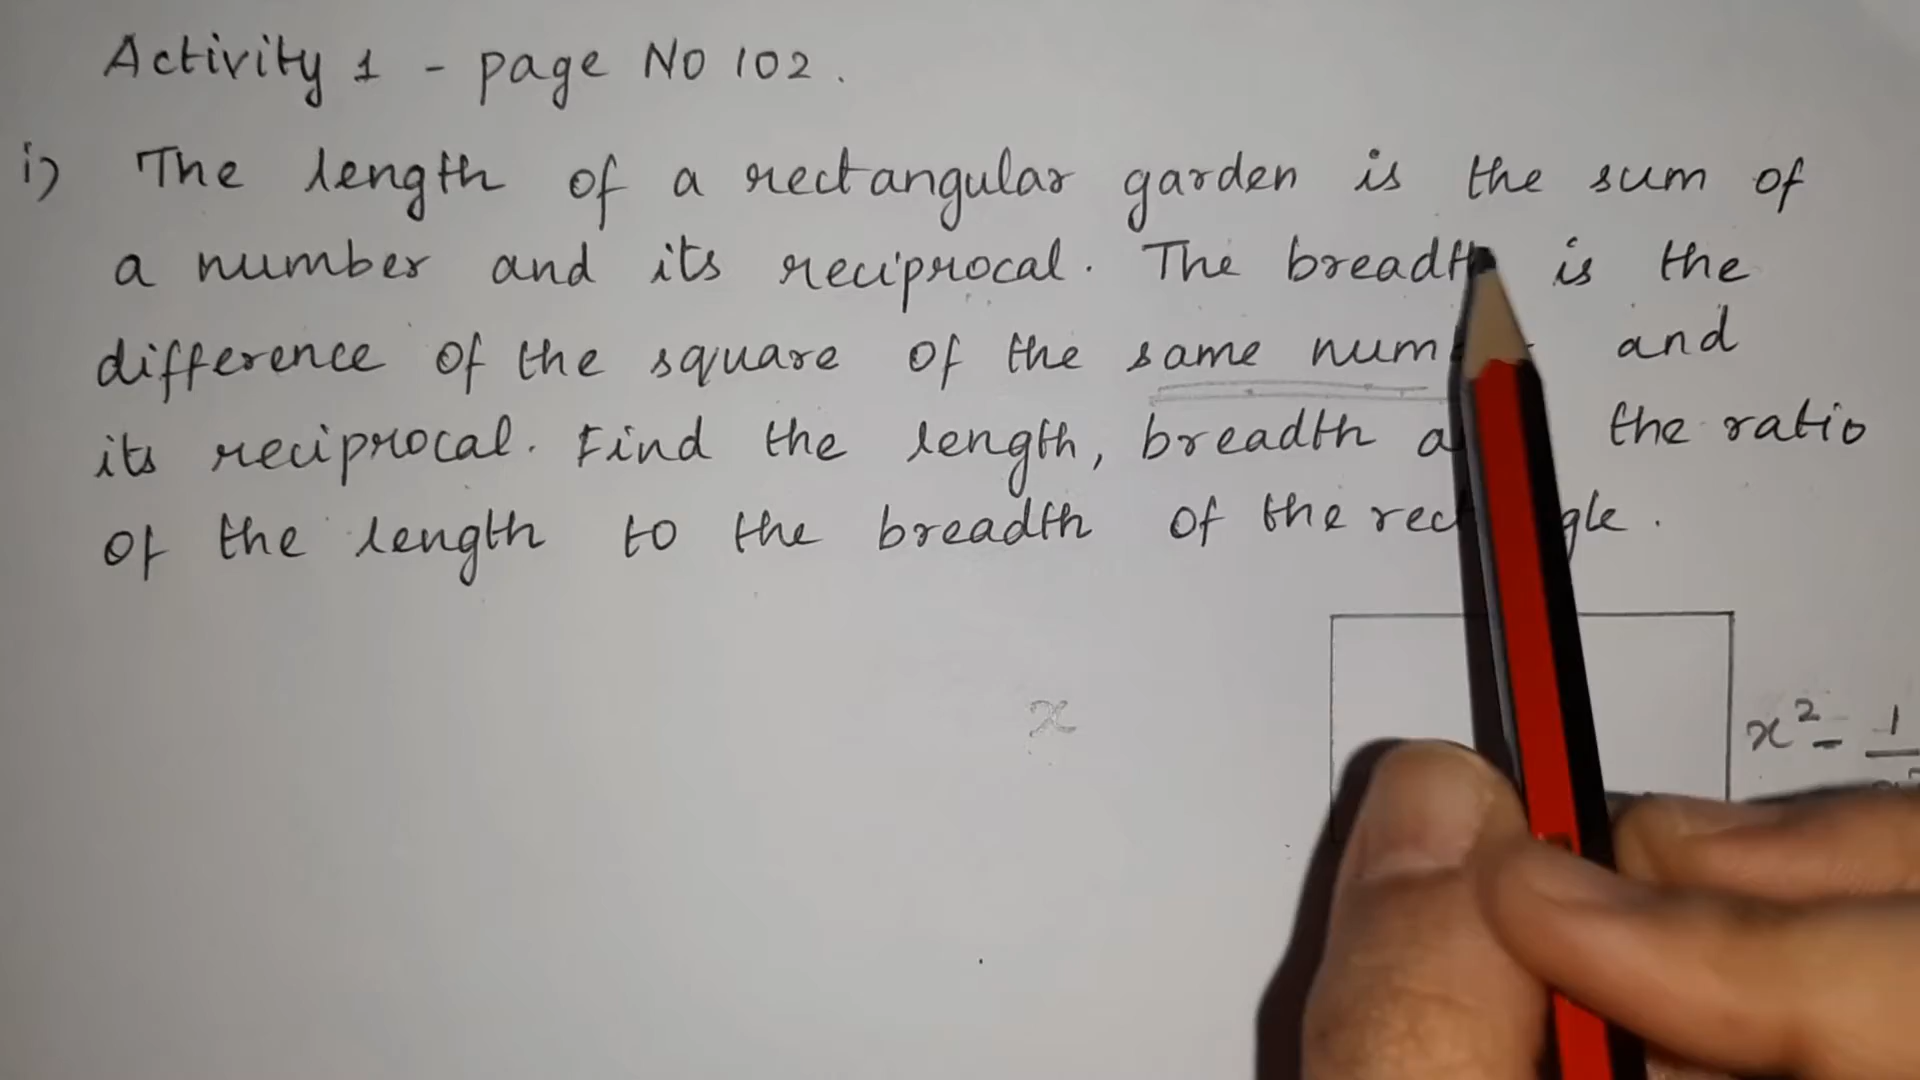 Activity 1 - page No 102.
i) The length of a rectangular garden is the sum of
a number and its reciprocal. The breadth is the
difference of the square of the same num and
its reciprocal. Find the length, breadth a the ratio
of the length to the breadth of the rectangle.
x
x² - 1